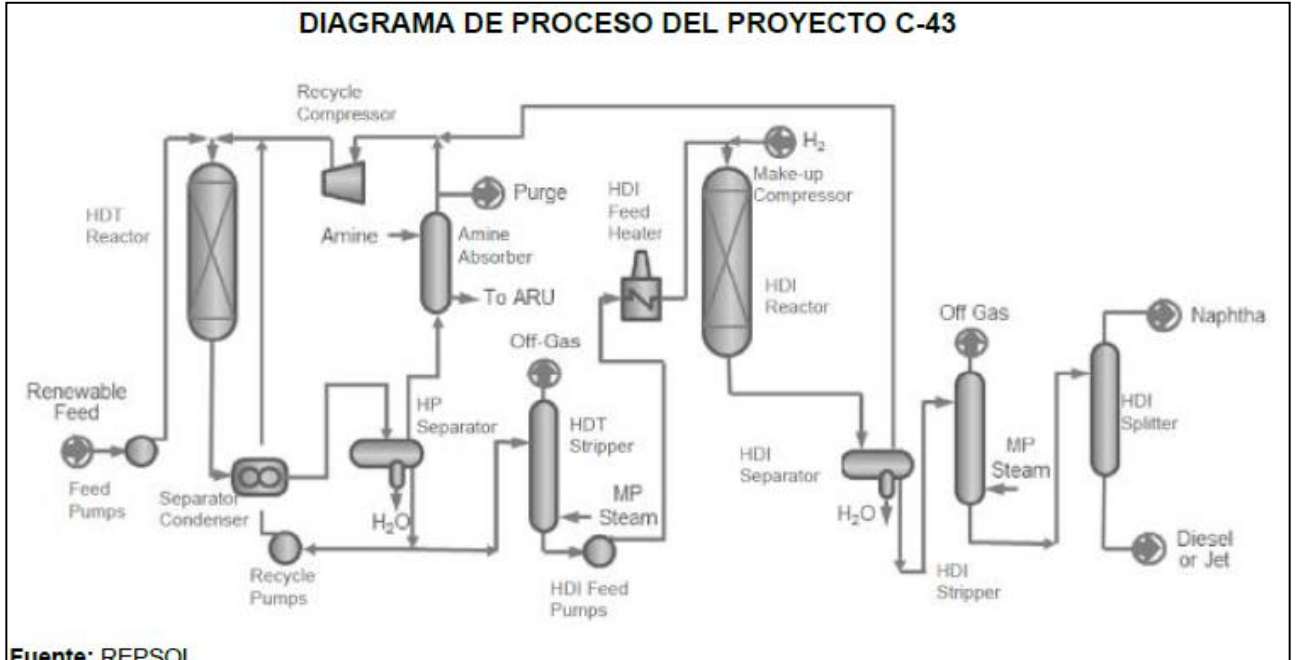 DIAGRAMA DE PROCESO DEL PROYECTO C-43
Recycle
Compressor
HDT
Reactor
Purge
Amine
Amine
Absorber
To ARU
HDI
Feed
Heater
H2
Make-up
Compressor
HDI
Reactor
Off-Gas
Off Gas
Naphtha
Renewable
Feed
Feed
Pumps
Separator
Condenser
HP
Separator
H2O
Recycle
Pumps
HDT
Stripper
MP
Steam
HDI Feed
Pumps
HDI
Separator
H2O
MP
Steam
HDI
Stripper
HDI
Splitter
Diesel
or Jet
Fuente: REPSOL